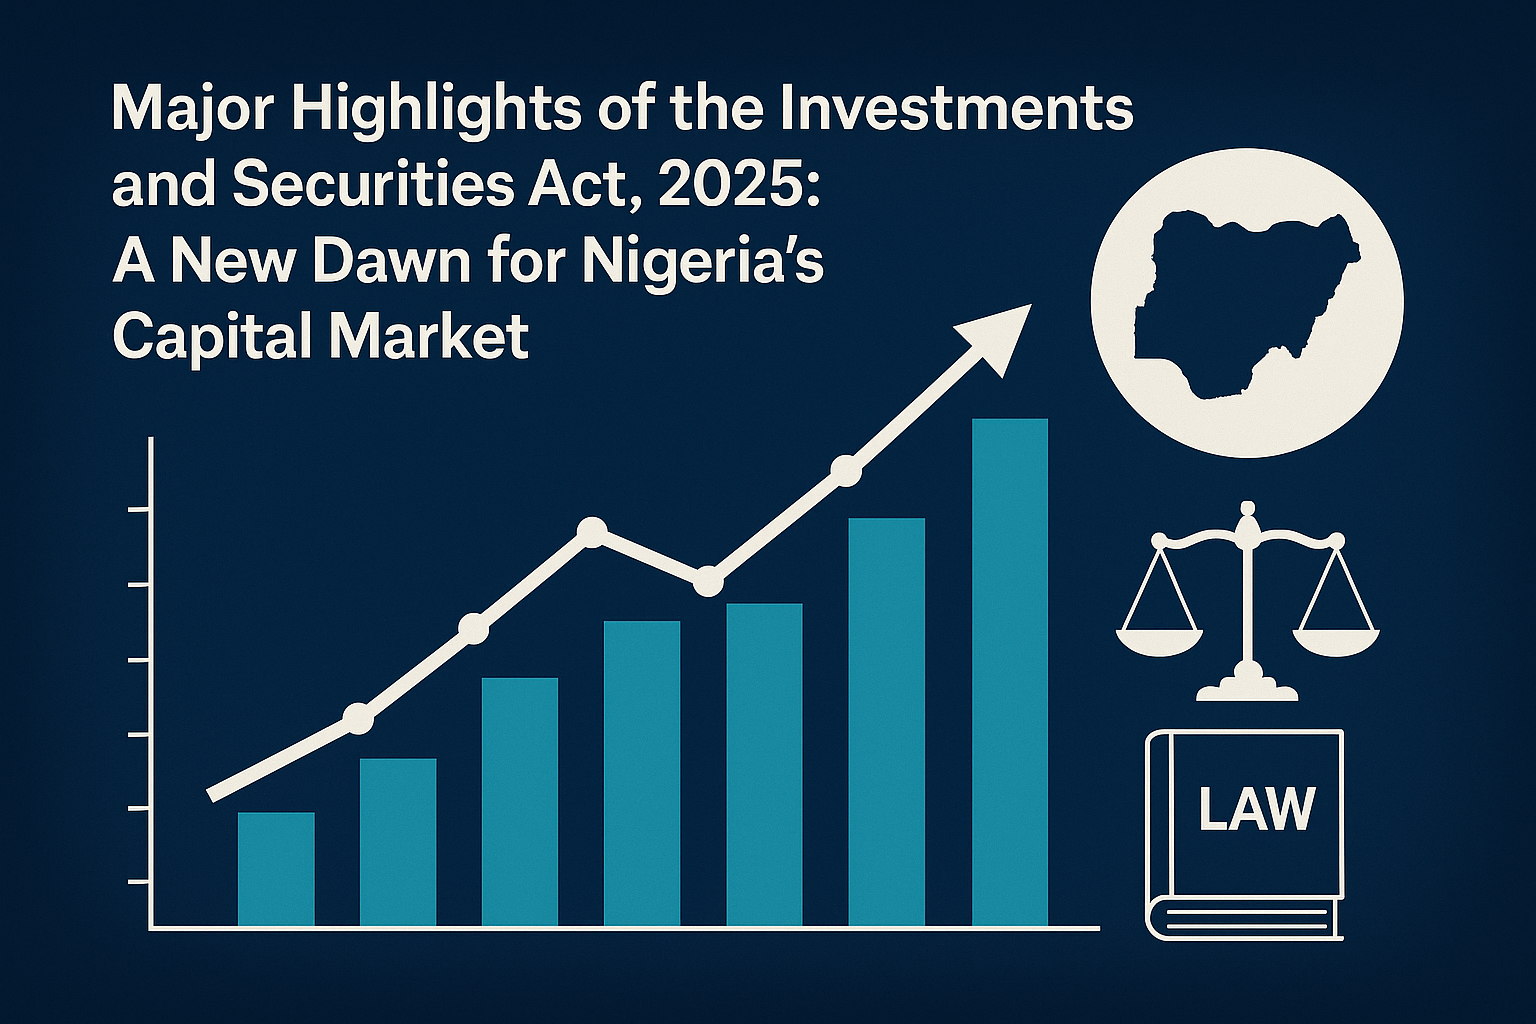 Major Highlights of the Investments
and Securities Act, 2025:
A New Dawn for Nigeria’s
Capital Market
LAW